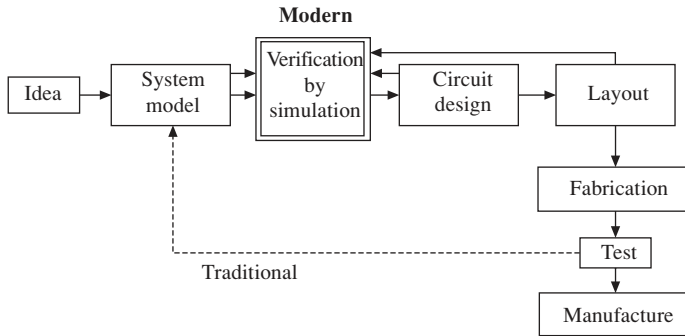 Modern
Idea
System
model
Verification
by
simulation
Circuit
design
Layout
Fabrication
Test
Traditional
Manufacture